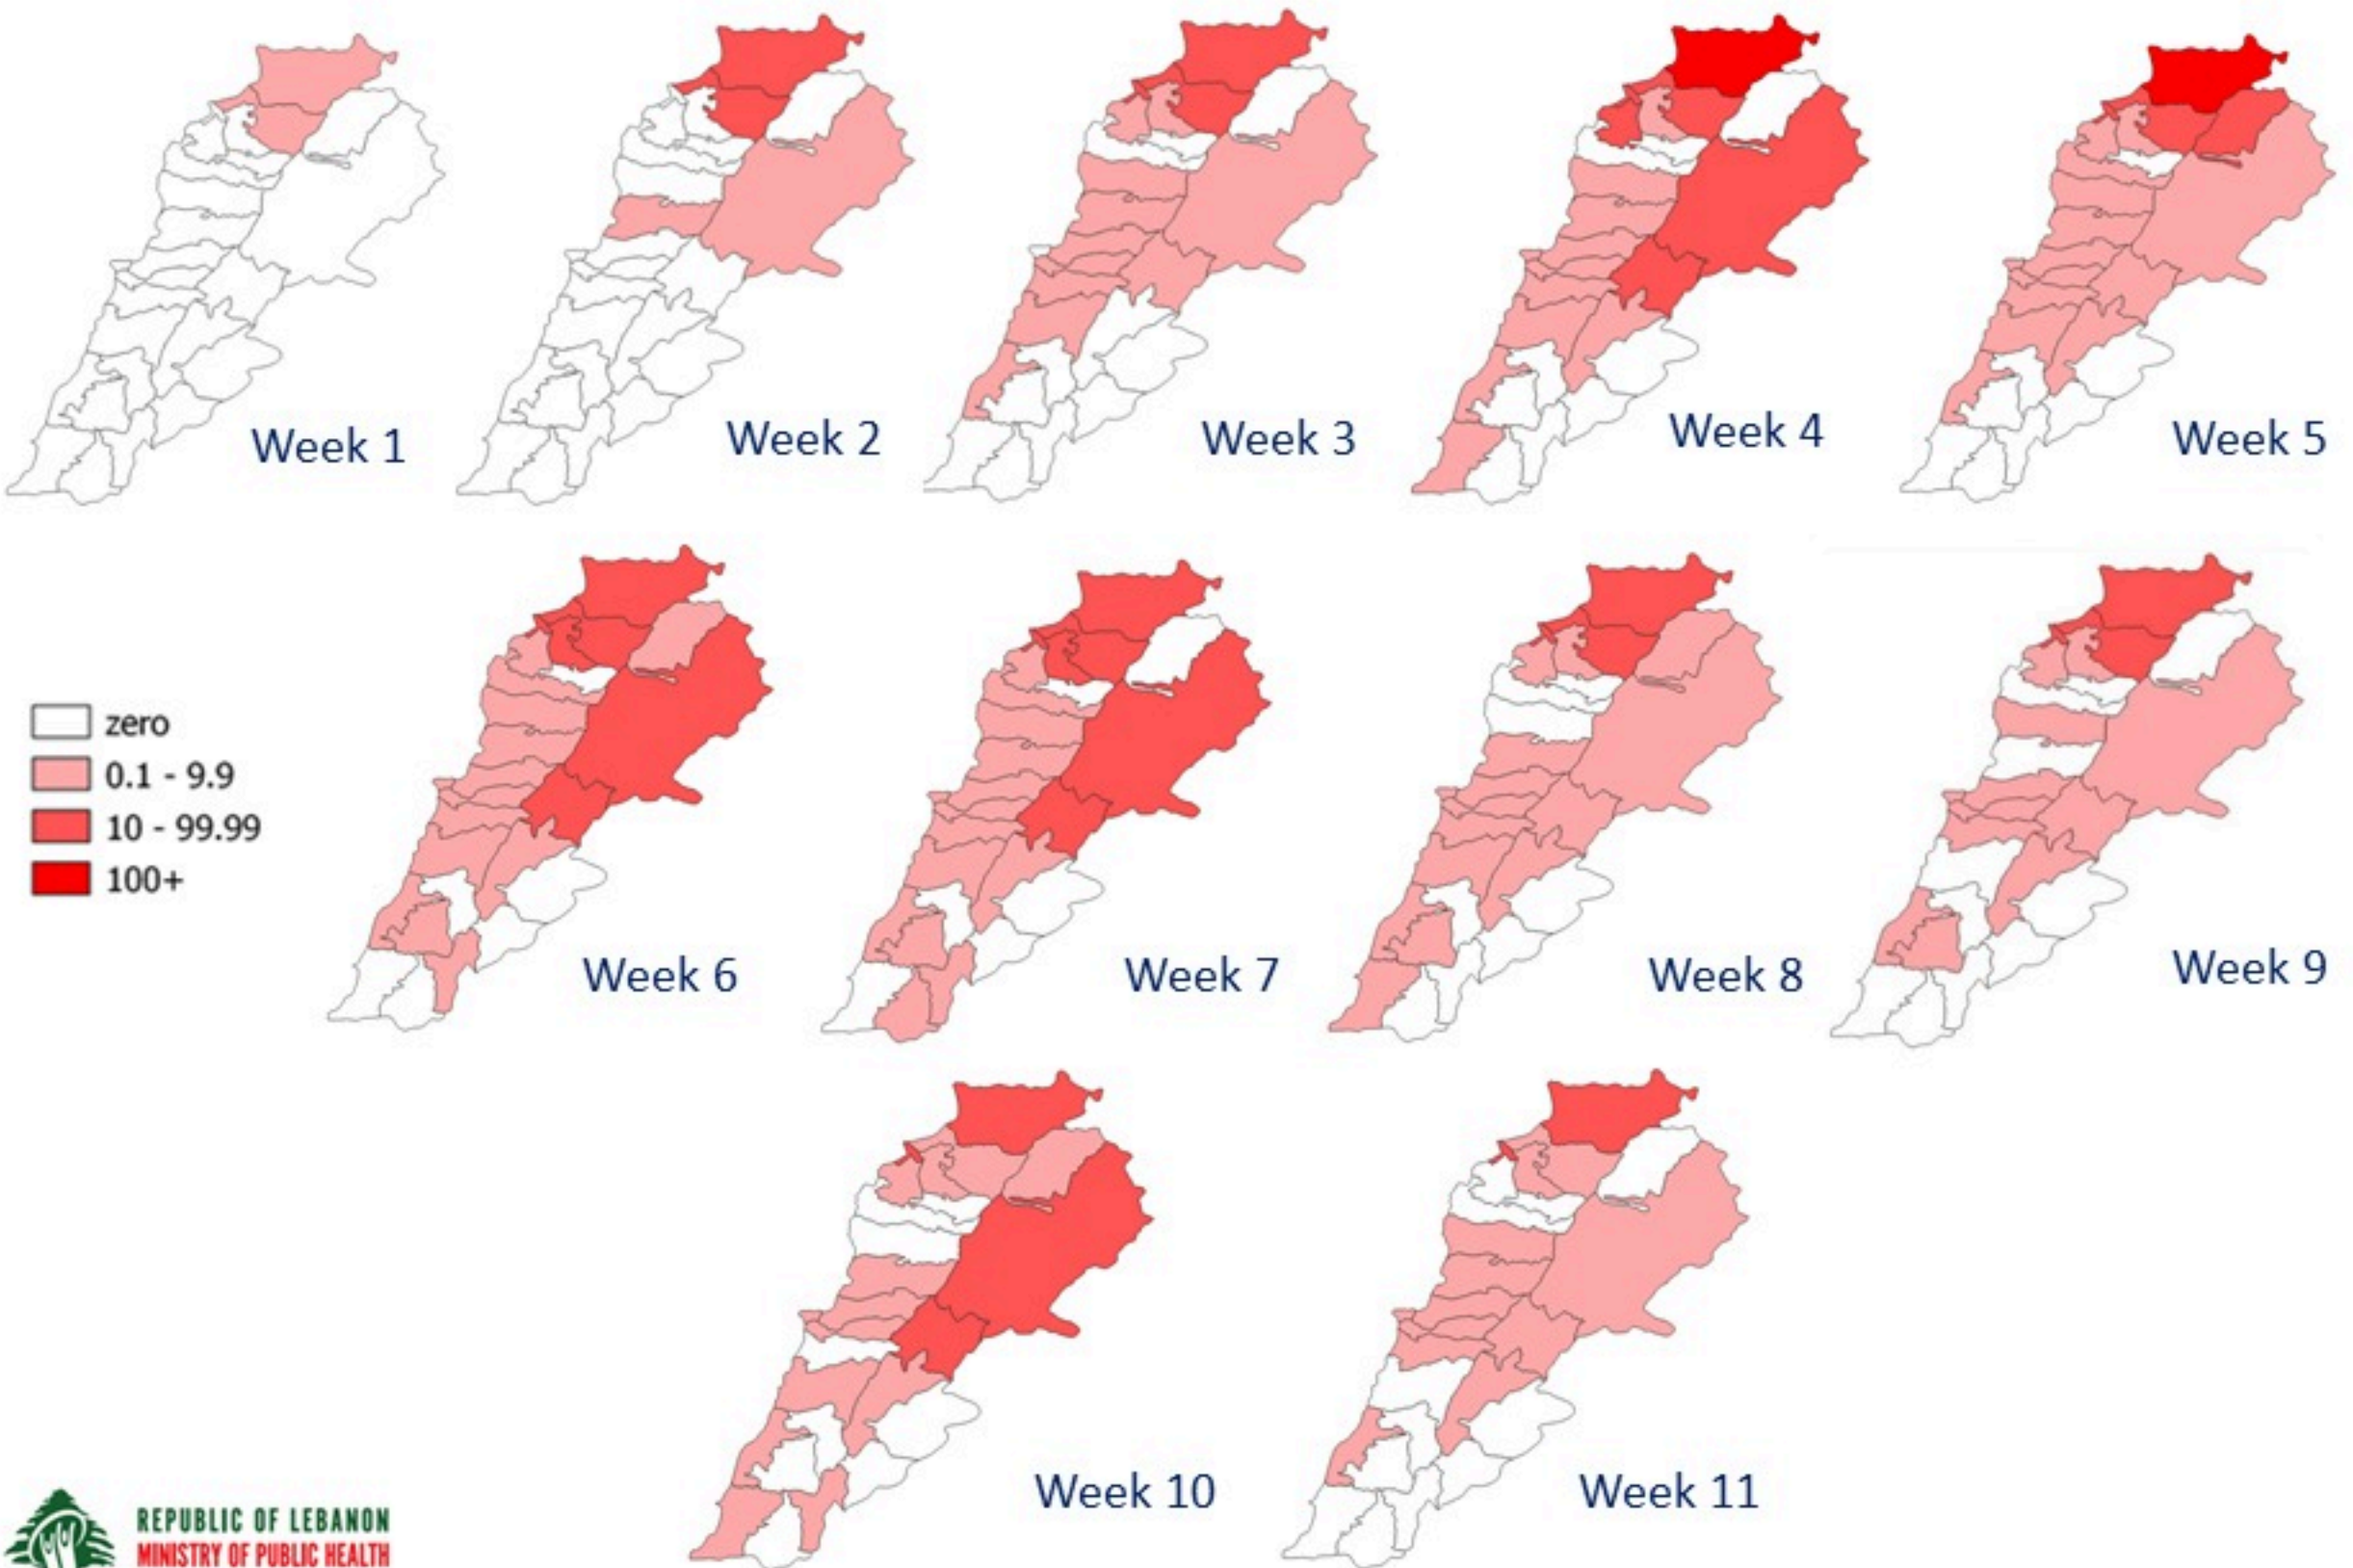 Week 1
Week 2
Week 3
Week 4
Week 5
zero
0.1 - 9.9
10 - 99.99
100+
Week 6
Week 7
Week 8
Week 9
Week 10
Week 11
REPUBLIC OF LEBANON
MINISTRY OF PUBLIC HEALTH